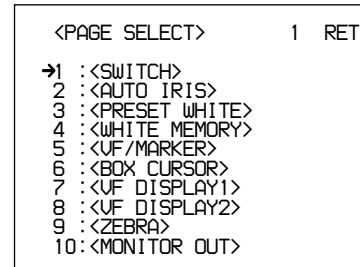 <PAGE SELECT> 1 RET
→1 :<SWITCH>
2 :<AUTO IRIS>
3 :<PRESET WHITE>
4 :<WHITE MEMORY>
5 :<VF/MARKER>
6 :<BOX CURSOR>
7 :<VF DISPLAY1>
8 :<VF DISPLAY2>
9 :<ZEBRA>
10:<MONITOR OUT>